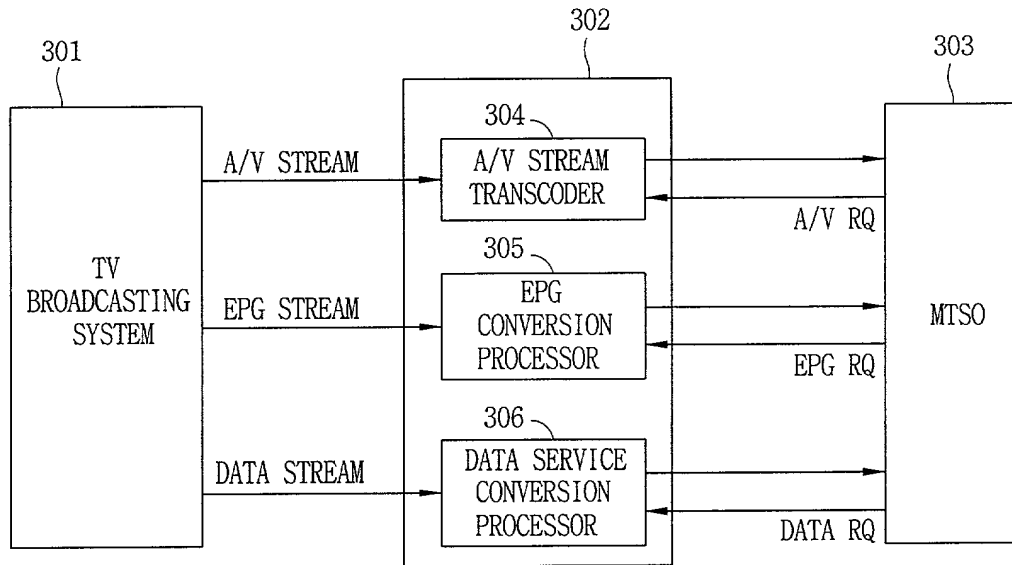 301
302
303
304
A/V STREAM
A/V STREAM
TRANSCODER
A/V RQ
305
TV
BROADCASTING
SYSTEM
EPG STREAM
EPG
CONVERSION
PROCESSOR
EPG RQ
MTSO
306
DATA STREAM
DATA SERVICE
CONVERSION
PROCESSOR
DATA RQ